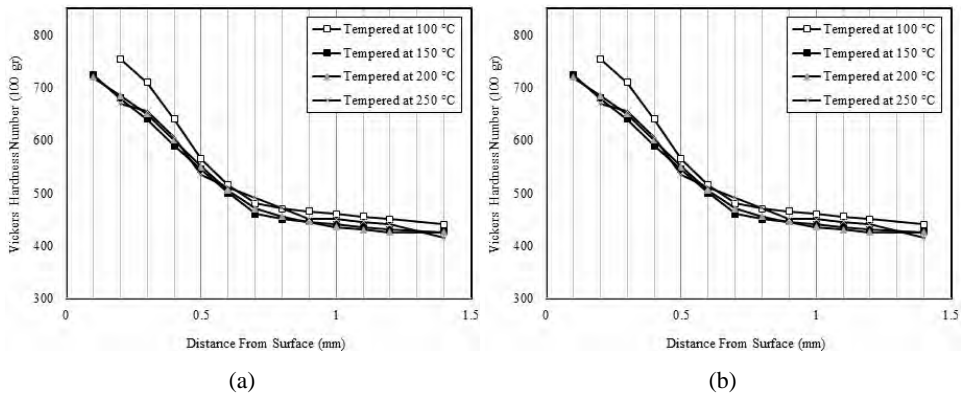 800
700
600
500
400
300
Vickers Hardness Number (100 gr)
Tempered at 100 °C
Tempered at 150 °C
Tempered at 200 °C
Tempered at 250 °C
0
0.5
1
1.5
Distance From Surface (mm)
(a)
800
700
600
500
400
300
Vickers Hardness Number (100 gr)
Tempered at 100 °C
Tempered at 150 °C
Tempered at 200 °C
Tempered at 250 °C
0
0.5
1
1.5
Distance From Surface (mm)
(b)